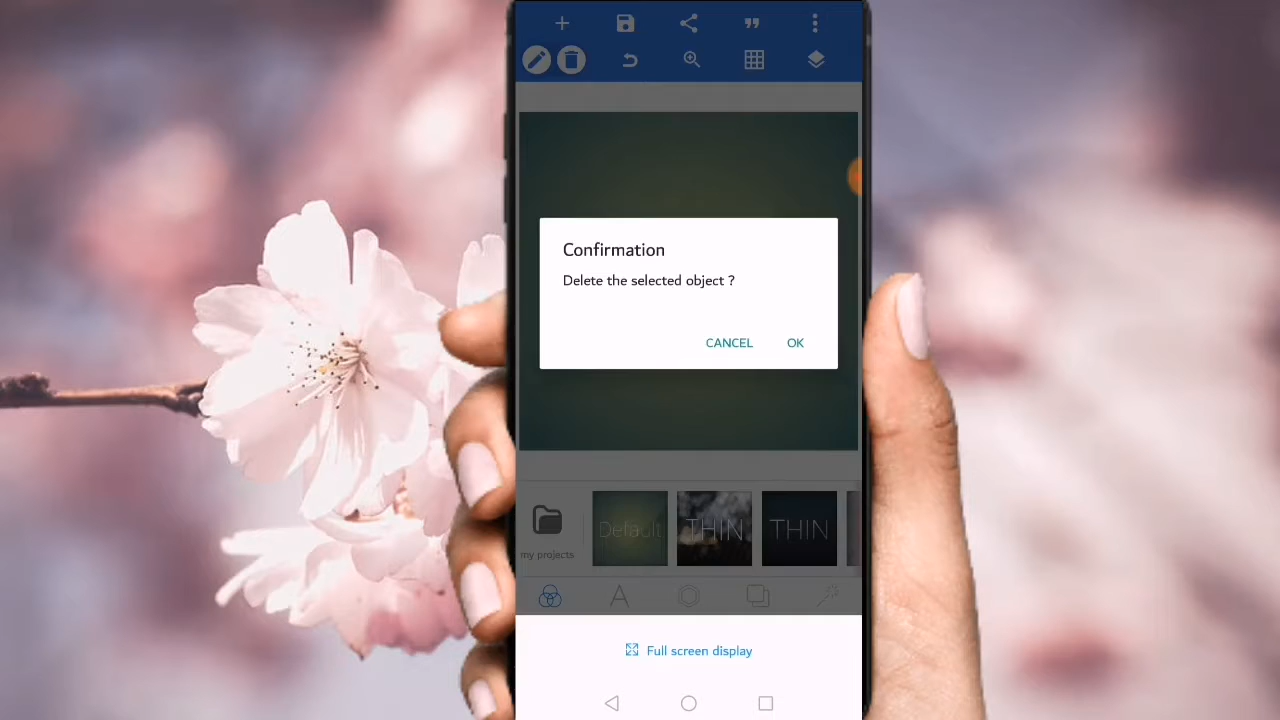 Confirmation
Delete the selected object ?
CANCEL OK
Default THIN THIN
my projects
Full screen display